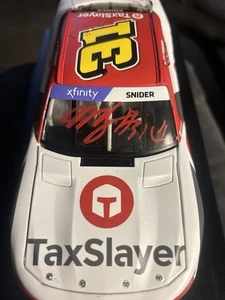 TaxSlayer
31
xfinity SNIDER
TaxSlayer